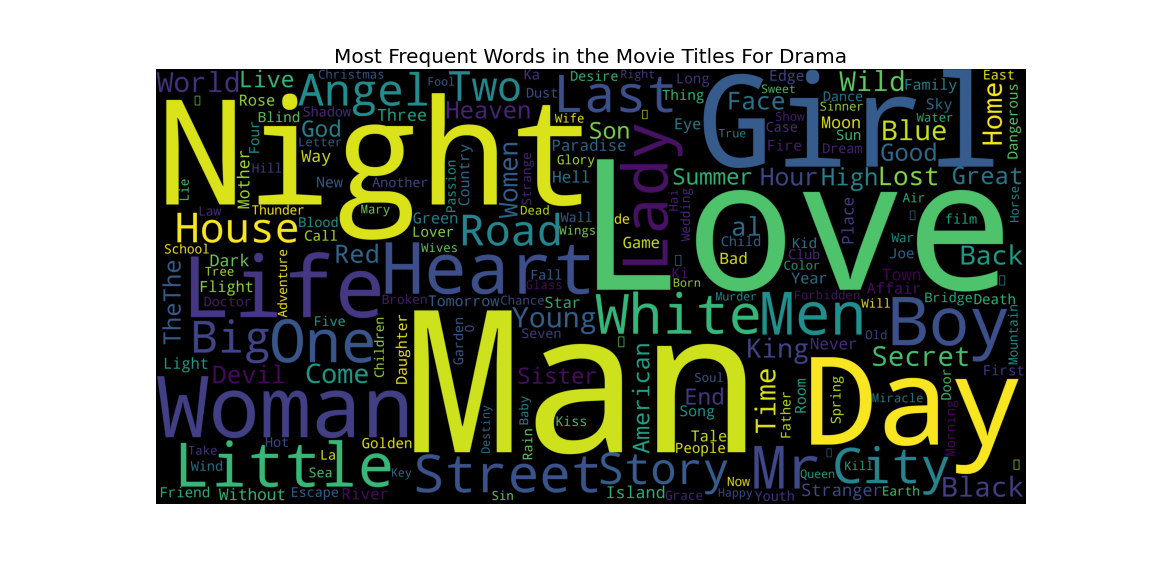 Most Frequent Words in the Movie Titles For Drama
World Live Christmas Angel Fool Two Ka Desire Right Long Edge Wild Family East
Rose Shadow Three Heaven Dust Last Thing Girl Face Dance Sweet Sinner Sky Home Dangerous
Night Blind Four God Letter Wife Son Lady Eye True Show Case Moon Sun Blue Water
Hill Way Women Paradise Glory Fire Dream Good
Lie Mother New Another Passion Country Strange Hell Love Summer Hour High Lost Great
Law Thunder Mary Blood Green Dead Wall de Hai Wedding Place Air Horse
House Call Lover Road Wings Game al Child Kid War film
School Dark Red Wives Bad Club Joe Back
Life Tree Flight Adventure Heart Fall Glass Ki Born Color Year Town Affair
TheThe Doctor Broken Tomorrow Chance Star White Murder Men Forbidden Will Bridge Death
Big One Five Children Daughter Man Garden O Young Seven King Never Boy Old Mountain
Light Devil Come Sister American Soul End Time Room Day Secret First
Woman Destiny Baby Kiss Song Father Spring Miracle Door
Little Hot Golden Rain Tale People Morning
Take Wind La Sea Key Street Story Mr Queen Kill City
Friend Without Escape River Sin Island Grace Now Happy Youth Stranger Earth Black